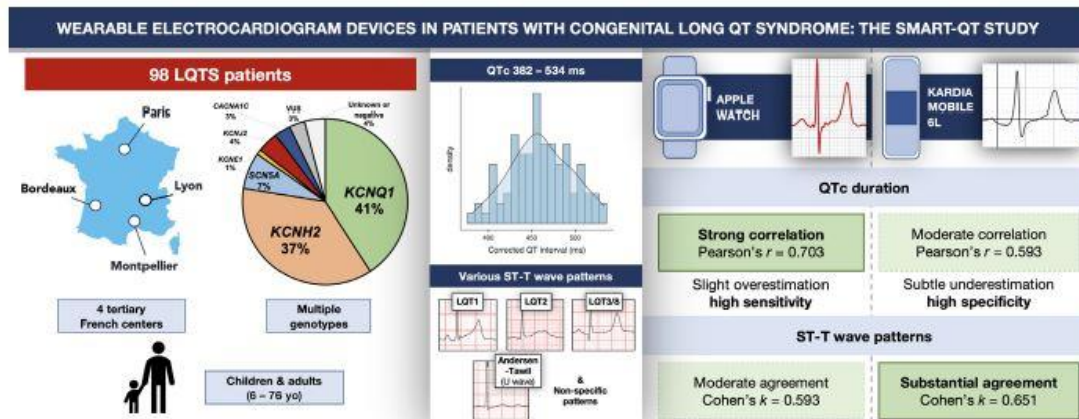 WEARABLE ELECTROCARDIOGRAM DEVICES IN PATIENTS WITH CONGENITAL LONG QT SYNDROME: THE SMART-QT STUDY
98 LQTS patients
Paris
Bordeaux
Lyon
Montpellier
4 tertiary
French centers
Children & adults
(6 – 76 yo)
CACNA1C
3%
VUS
3%
Unknown or
negative
4%
KCNJ2
4%
KCNE1
1%
SCN5A
7%
KCNQ1
41%
KCNH2
37%
Multiple
genotypes
QTc 382 – 534 ms
density
400
450
500
Corrected QT Interval (ms)
Various ST-T wave patterns
LQT1
LQT2
LQT3/8
Andersen
-Tawil
(U wave)
&
Non-specific
patterns
APPLE
WATCH
KARDIA
MOBILE
6L
QTc duration
Strong correlation
Pearson's r = 0.703
Moderate correlation
Pearson's r = 0.593
Slight overestimation
high sensitivity
Subtle underestimation
high specificity
ST-T wave patterns
Moderate agreement
Cohen's k = 0.593
Substantial agreement
Cohen's k = 0.651